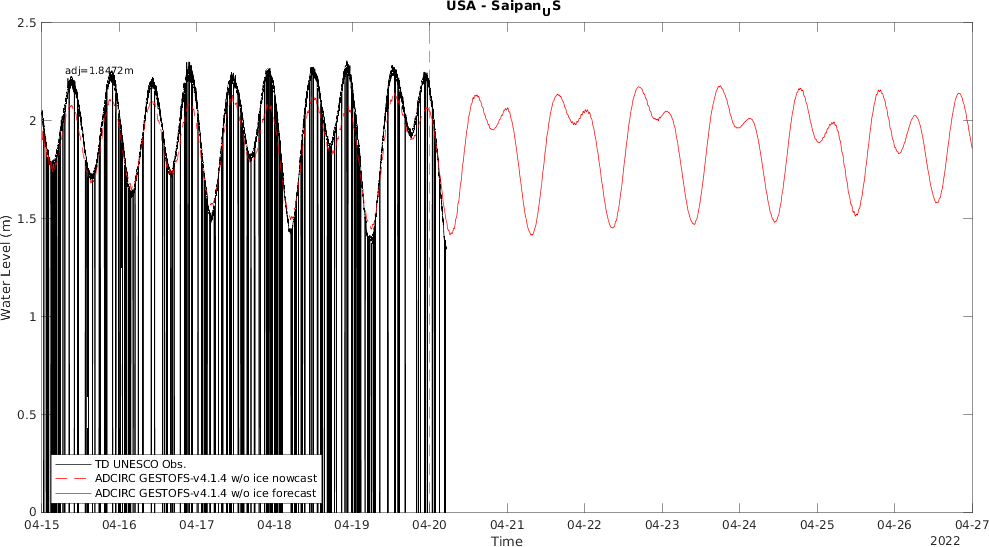 USA - SaipanUS
2.5
adj=1.8472m
2
1.5
1
0.5
0
Water Level (m)
TD UNESCO Obs.
ADCIRC GESTOFS-v4.1.4 w/o ice nowcast
ADCIRC GESTOFS-v4.1.4 w/o ice forecast
04-15 04-16 04-17 04-18 04-19 04-20 04-21 04-22 04-23 04-24 04-25 04-26 04-27
Time
2022